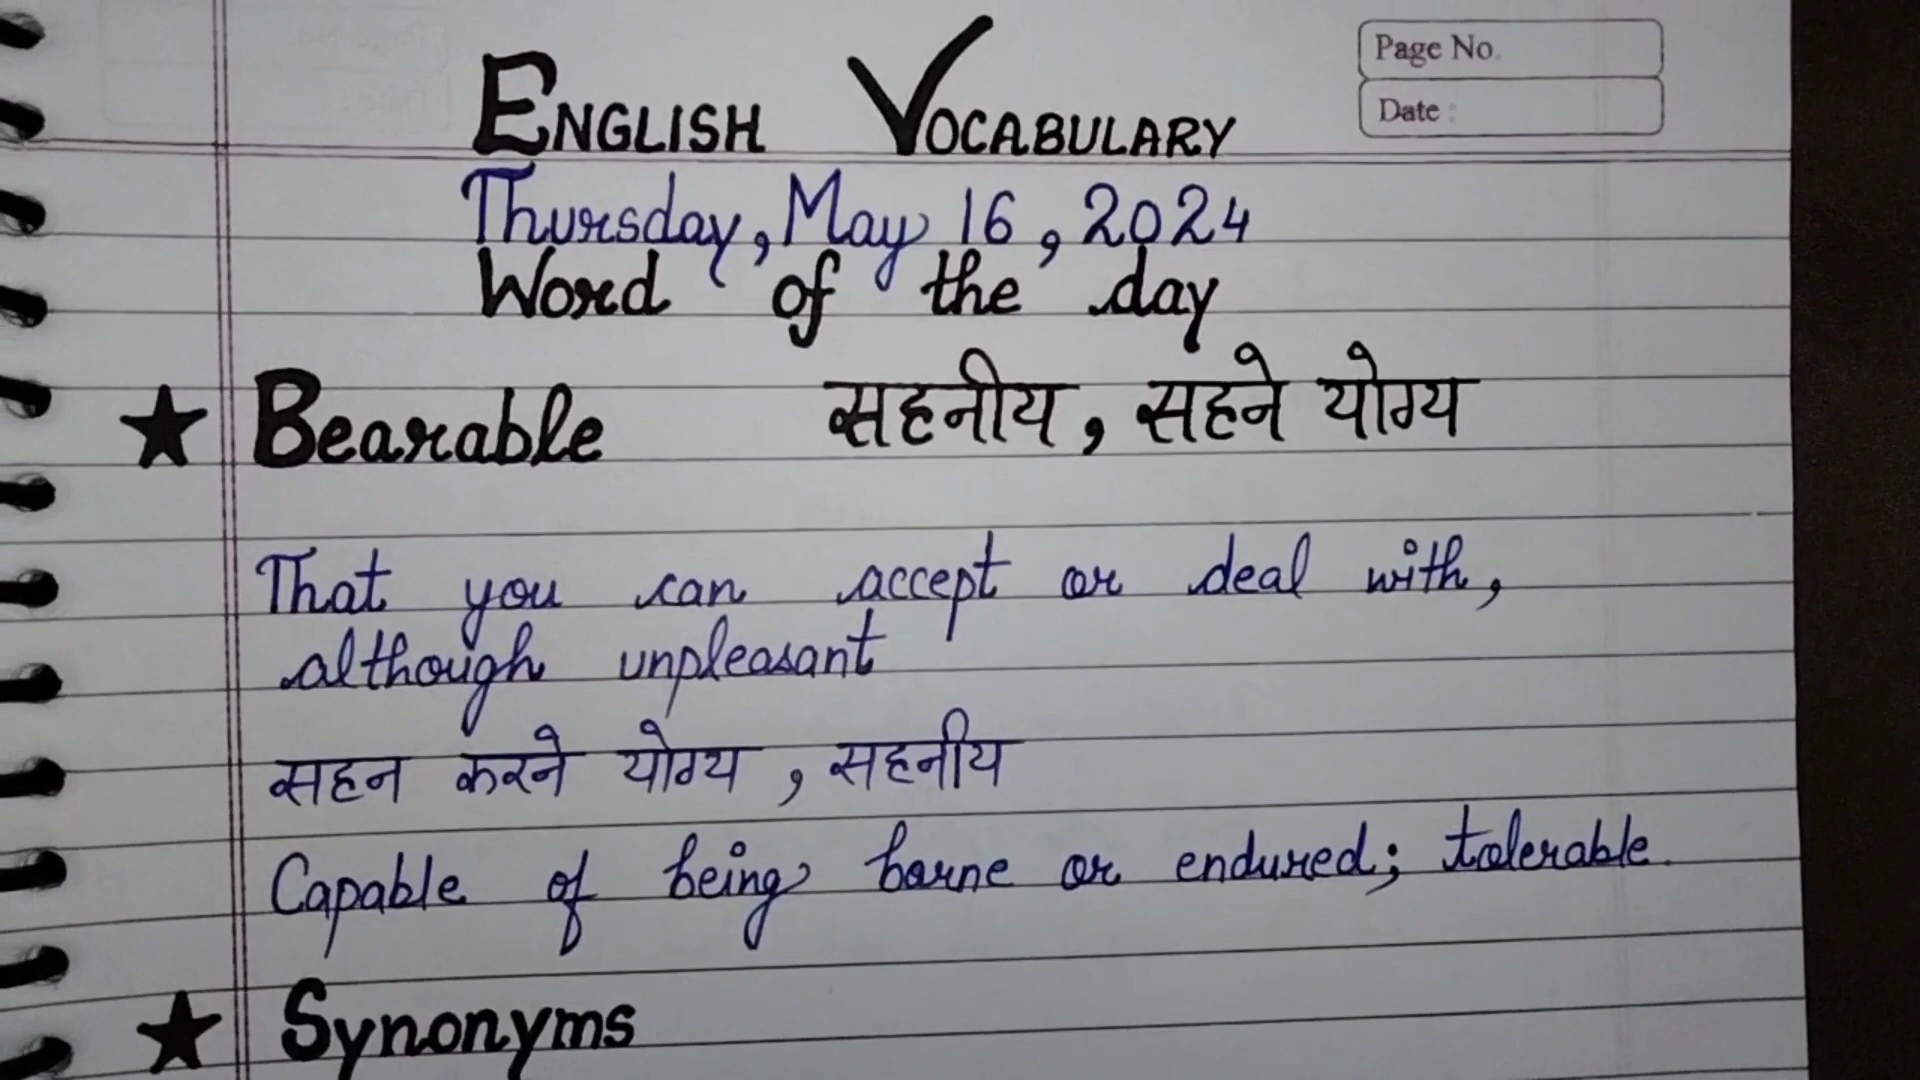 Page No.
Date :
ENGLISH VOCABULARY
Thursday, May 16, 2024
Word of the day
★ Bearable सहनीय, सहने योग्य
That you can accept or deal with,
although unpleasant
सहन करने योग्य, सहनीय
Capable of being borne or endured; tolerable.
★ Synonyms